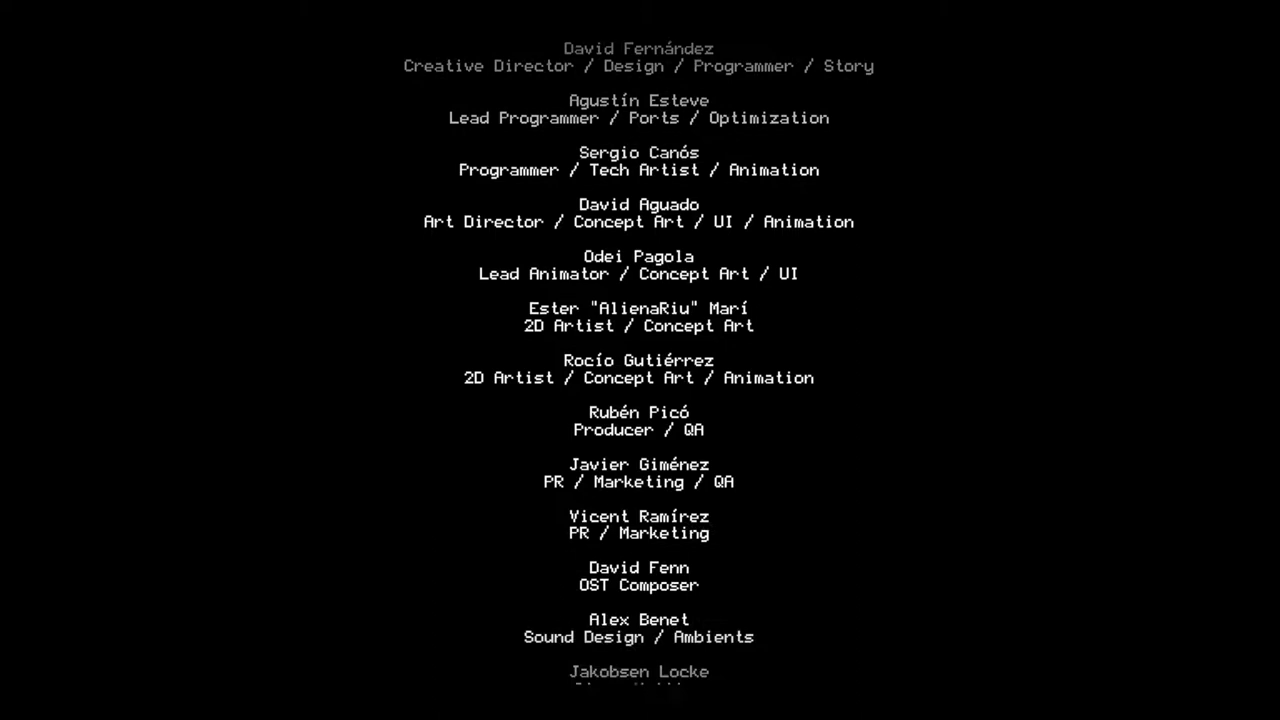 David Fernández
Creative Director / Design / Programmer / Story
Agustín Esteve
Lead Programmer / Ports / Optimization
Sergio Canós
Programmer / Tech Artist / Animation
David Aguado
Art Director / Concept Art / UI / Animation
Odei Pagola
Lead Animator / Concept Art / UI
Ester "AlienaRiu" Marí
2D Artist / Concept Art
Rocío Gutiérrez
2D Artist / Concept Art / Animation
Rubén Picó
Producer / QA
Javier Giménez
PR / Marketing / QA
Vicent Ramírez
PR / Marketing
David Fenn
OST Composer
Alex Benet
Sound Design / Ambients
Jakobsen Locke